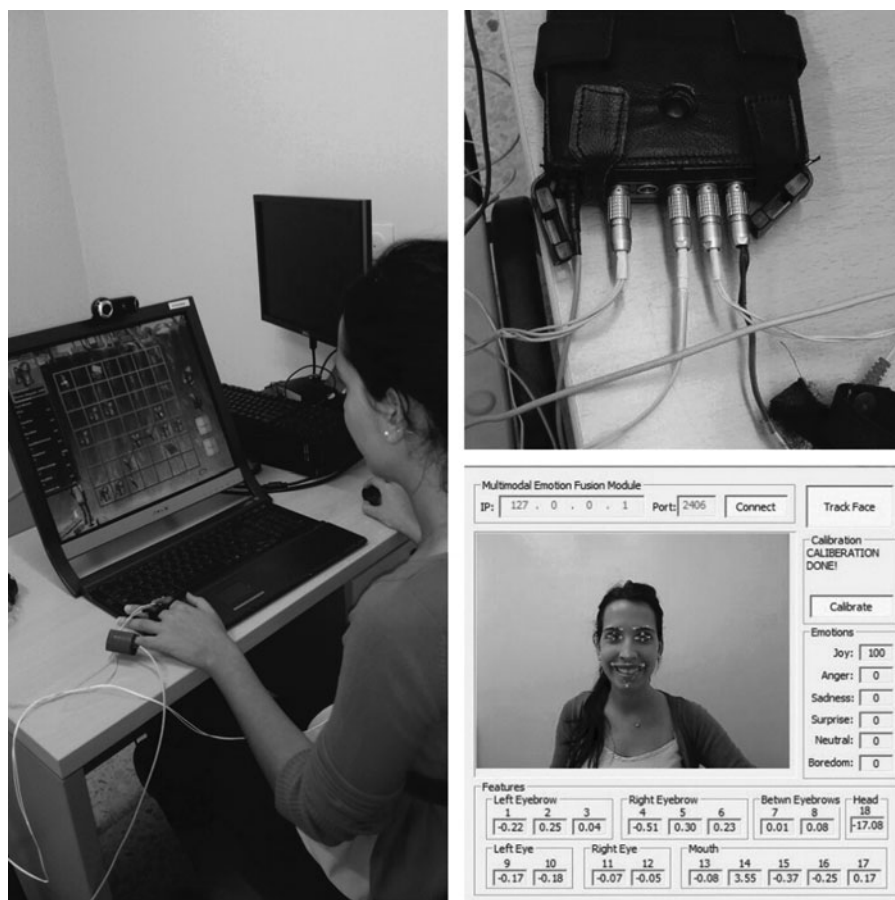 Multimodal Emotion Fusion Module
IP: 127 . 0 . 0 . 1 Port: 2406 Connect
Track Face
Calibration
CALIBERATION
DONE!
Calibrate
Emotions
Joy: 100
Anger: 0
Sadness: 0
Surprise: 0
Neutral: 0
Boredom: 0
Features
Left Eyebrow Right Eyebrow Betwn Eyebrows Head
1 2 3 4 5 6 7 8 18
-0.22 0.25 0.04 -0.51 0.30 0.23 0.01 0.08 -17.08
Left Eye Right Eye Mouth
9 10 11 12 13 14 15 16 17
-0.17 -0.18 -0.07 -0.05 -0.08 3.55 -0.37 -0.25 0.17